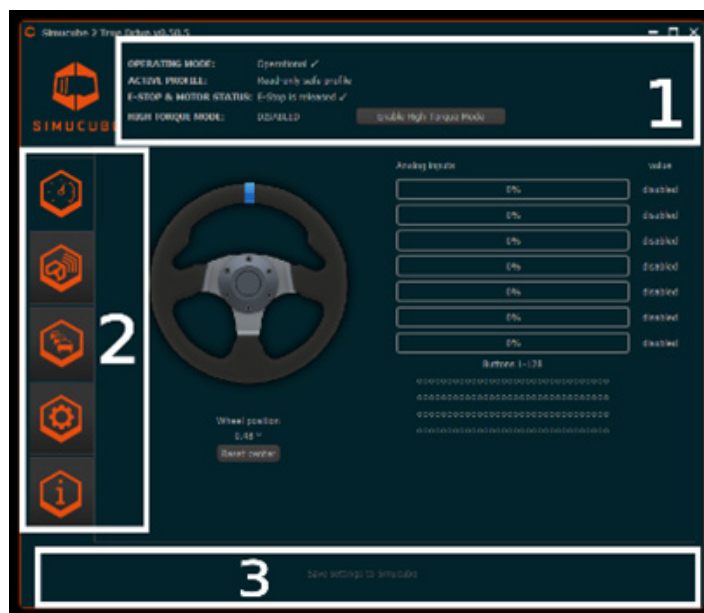 Simucube 2 True Drive v0.50.5
OPERATING MODE: Operational ✓
ACTIVE PROFILE: Read-only safe profile
E-STOP & MOTOR STATUS: E-Stop is released ✓
HIGH TORQUE MODE: DISABLED Enable High Torque Mode
1
SIMUCUBE
Analog Inputs value
0% disabled
0% disabled
0% disabled
0% disabled
0% disabled
0% disabled
0% disabled
2
Buttons 1-128
Wheel position
0.48 °
Reset center
3
Save settings to Simucube